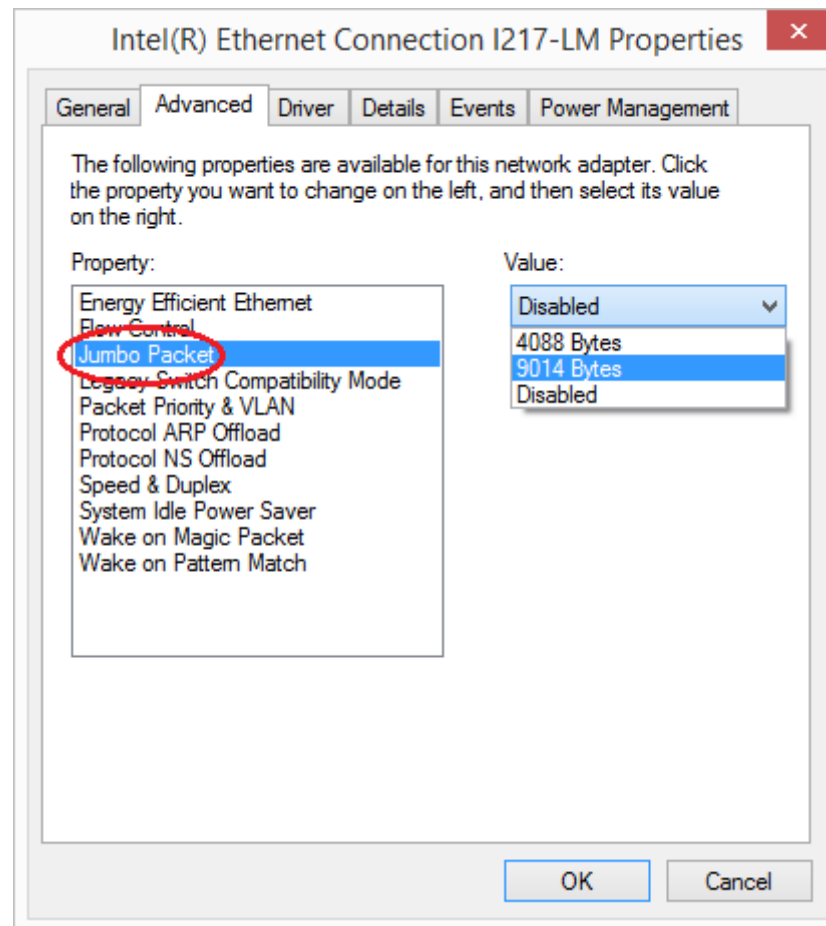 Intel(R) Ethernet Connection I217-LM Properties
General Advanced Driver Details Events Power Management
The following properties are available for this network adapter. Click
the property you want to change on the left, and then select its value
on the right.
Property:
Value:
Energy Efficient Ethernet
Flow Control
Jumbo Packet
Legacy Switch Compatibility Mode
Packet Priority & VLAN
Protocol ARP Offload
Protocol NS Offload
Speed & Duplex
System Idle Power Saver
Wake on Magic Packet
Wake on Pattern Match
Disabled
4088 Bytes
9014 Bytes
Disabled
OK
Cancel